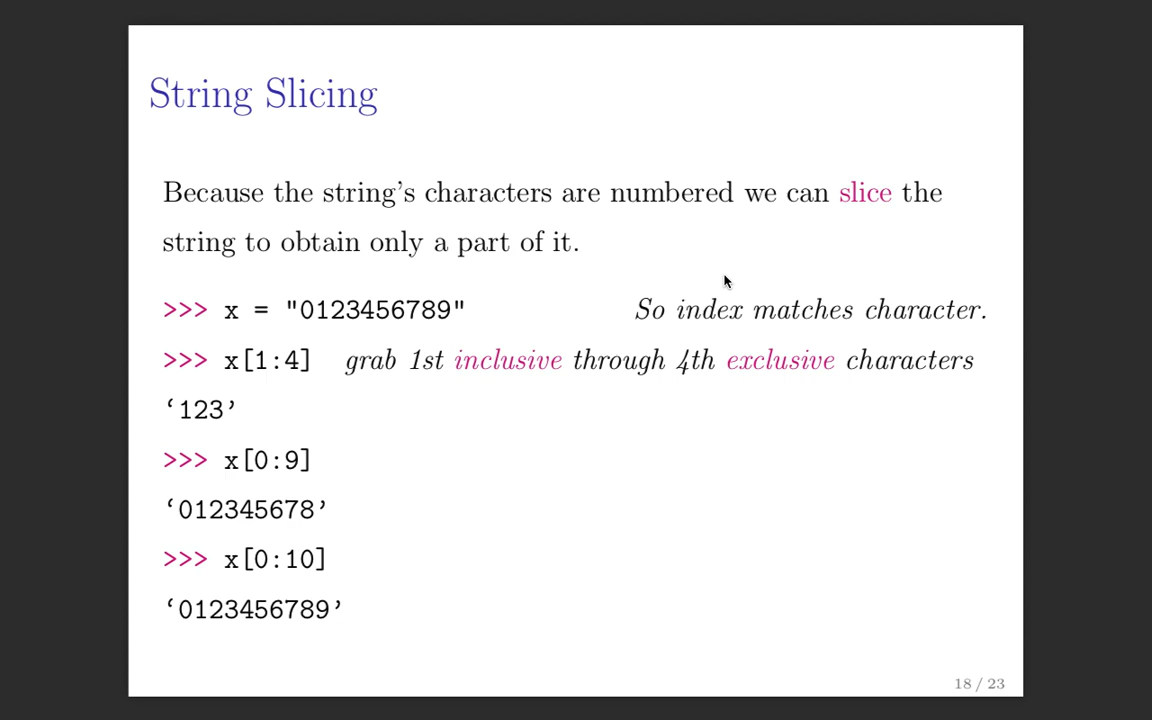 String Slicing
Because the string's characters are numbered we can slice the
string to obtain only a part of it.
>>> x = "0123456789" So index matches character.
>>> x[1:4] grab 1st inclusive through 4th exclusive characters
‘123’
>>> x[0:9]
‘012345678’
>>> x[0:10]
‘0123456789’
18 / 23